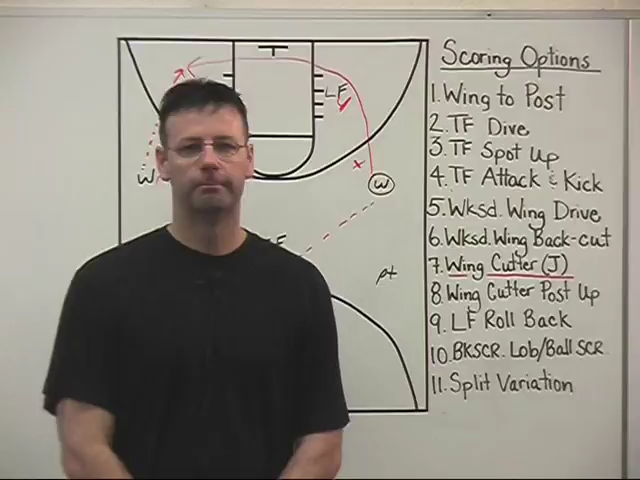 Scoring Options
1. Wing to Post
2. TF Dive
3. TF Spot Up
4. TF Attack & Kick
5. Wksd. Wing Drive
6. Wksd. Wing Back-cut
7. Wing Cutter (J)
8. Wing Cutter Post Up
9. LF Roll Back
10. BKSCR. Lob/Ball SCR.
11. Split Variation
LF
x
W
W
F
pt